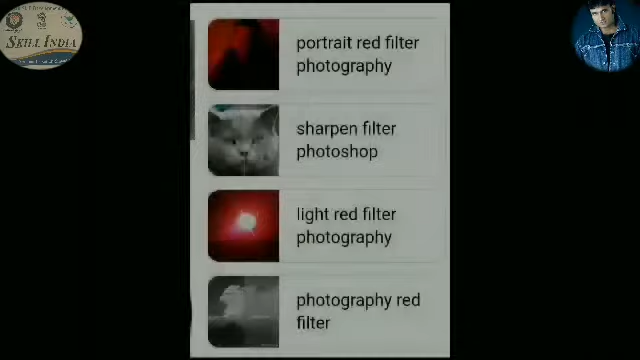 SKILL INDIA
portrait red filter
photography
sharpen filter
photoshop
light red filter
photography
photography red
filter